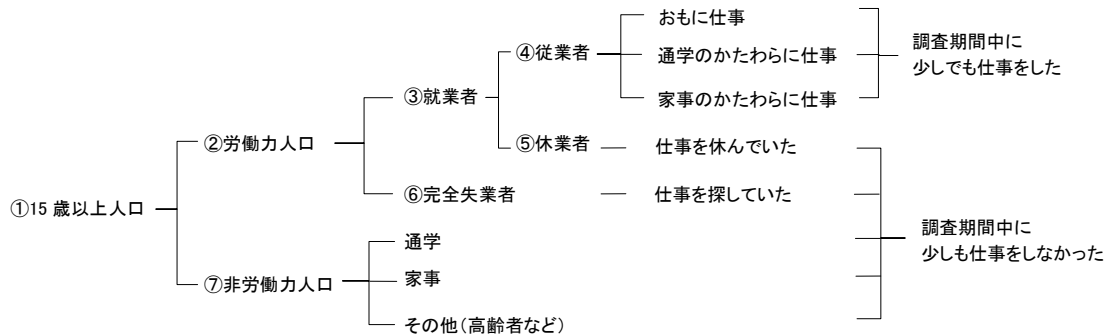 ①15 歳以上人口
②労働力人口
③就業者
④従業者
おもに仕事
通学のかたわらに仕事
家事のかたわらに仕事
調査期間中に
少しでも仕事をした
⑤休業者
仕事を休んでいた
⑥完全失業者
仕事を探していた
⑦非労働力人口
通学
家事
その他(高齢者など)
調査期間中に
少しも仕事をしなかった